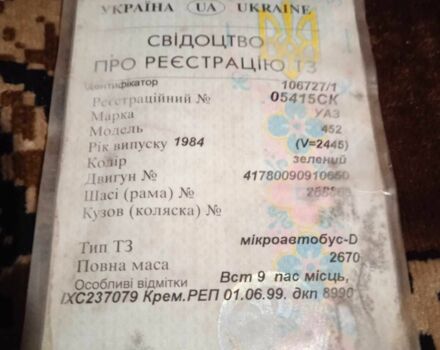 УКРАЇНА UA UKRAINE
СВІДОЦТВО
ПРО РЕЄСТРАЦІЮ ТЗ
Ідентифікатор 106727/1
Реєстраційний № 05415СК
Марка УАЗ
Модель 452
Рік випуску 1984 (V=2445)
Колір зелений
Двигун № 41780090910650
Шасі (рама) №
Кузов (коляска) №
Тип ТЗ мікроавтобус-D
Повна маса 2670
Особливі відмітки Вст 9 пас місць,
ІХС237079 Крем.РЕП 01.06.99. дкп 8990